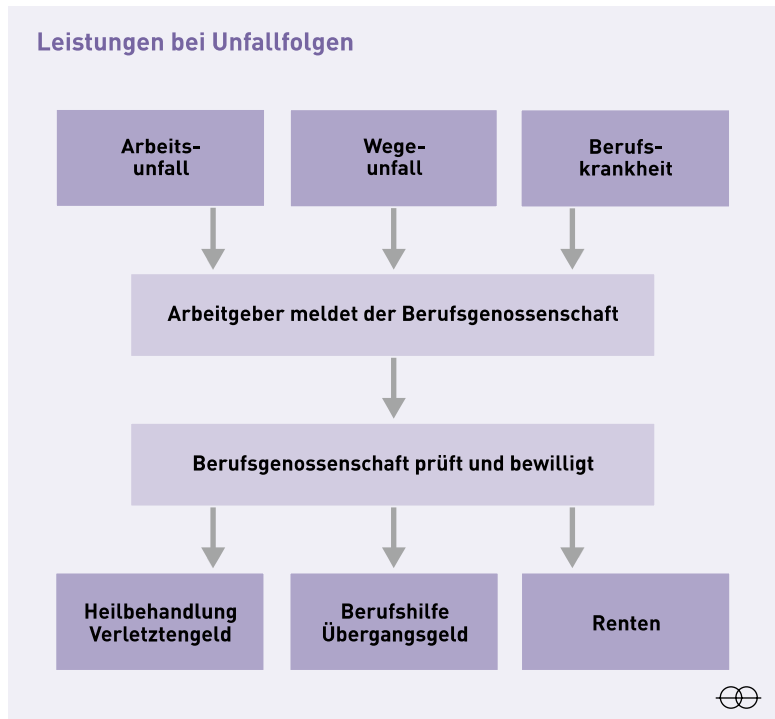 Leistungen bei Unfallfolgen
Arbeits-
unfall
Wege-
unfall
Berufs-
krankheit
Arbeitgeber meldet der Berufsgenossenschaft
Berufsgenossenschaft prüft und bewilligt
Heilbehandlung
Verletztengeld
Berufshilfe
Übergangsgeld
Renten